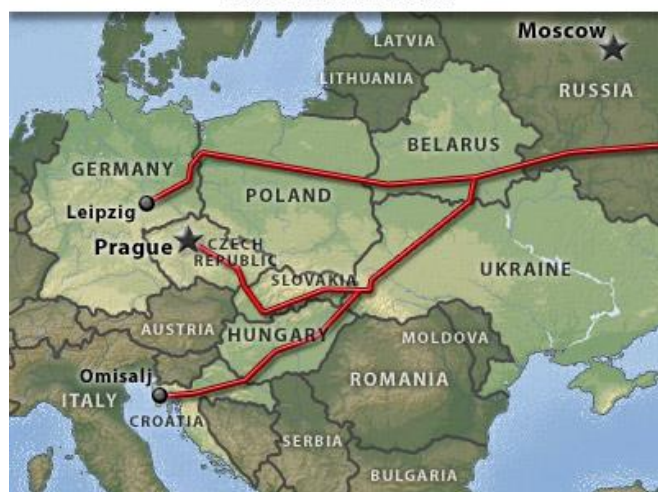 LATVIA
Moscow
LITHUANIA
RUSSIA
BELARUS
GERMANY
POLAND
Leipzig
Prague
CZECH
REPUBLIC
SLOVAKIA
UKRAINE
AUSTRIA
HUNGARY
MOLDOVA
Omisalj
ROMANIA
ITALY
CROATIA
SERBIA
BULGARIA